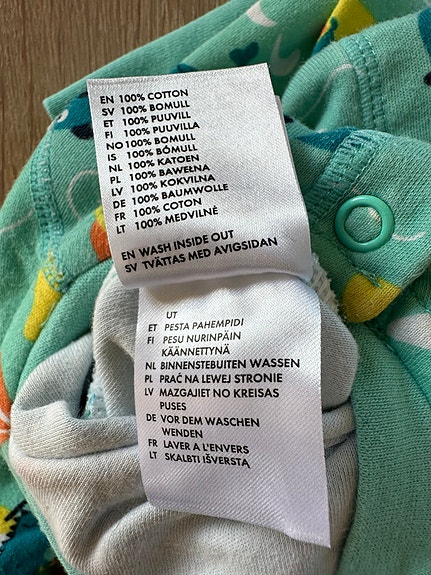 EN 100% COTTON
SV 100% BOMULL
ET 100% PUUVILL
FI 100% PUUVILLA
NO 100% BOMULL
IS 100% BÓMULL
NL 100% KATOEN
PL 100% BAWEŁNA
LV 100% KOKVILNA
DE 100% BAUMWOLLE
FR 100% COTON
LT 100% MEDVILNĖ
EN WASH INSIDE OUT
SV TVÄTTAS MED AVIGSIDAN
UT
ET PESTA PAHEMPIDI
FI PESU NURINPÄIN
KÄÄNNETTYNÄ
NL BINNENSTEBUITEN WASSEN
PL PRAĆ NA LEWEJ STRONIE
LV MAZGAJIET NO KREISAS
PUSES
DE VOR DEM WASCHEN
WENDEN
FR LAVER A L'ENVERS
LT SKALBTI IŠVERSTĄ